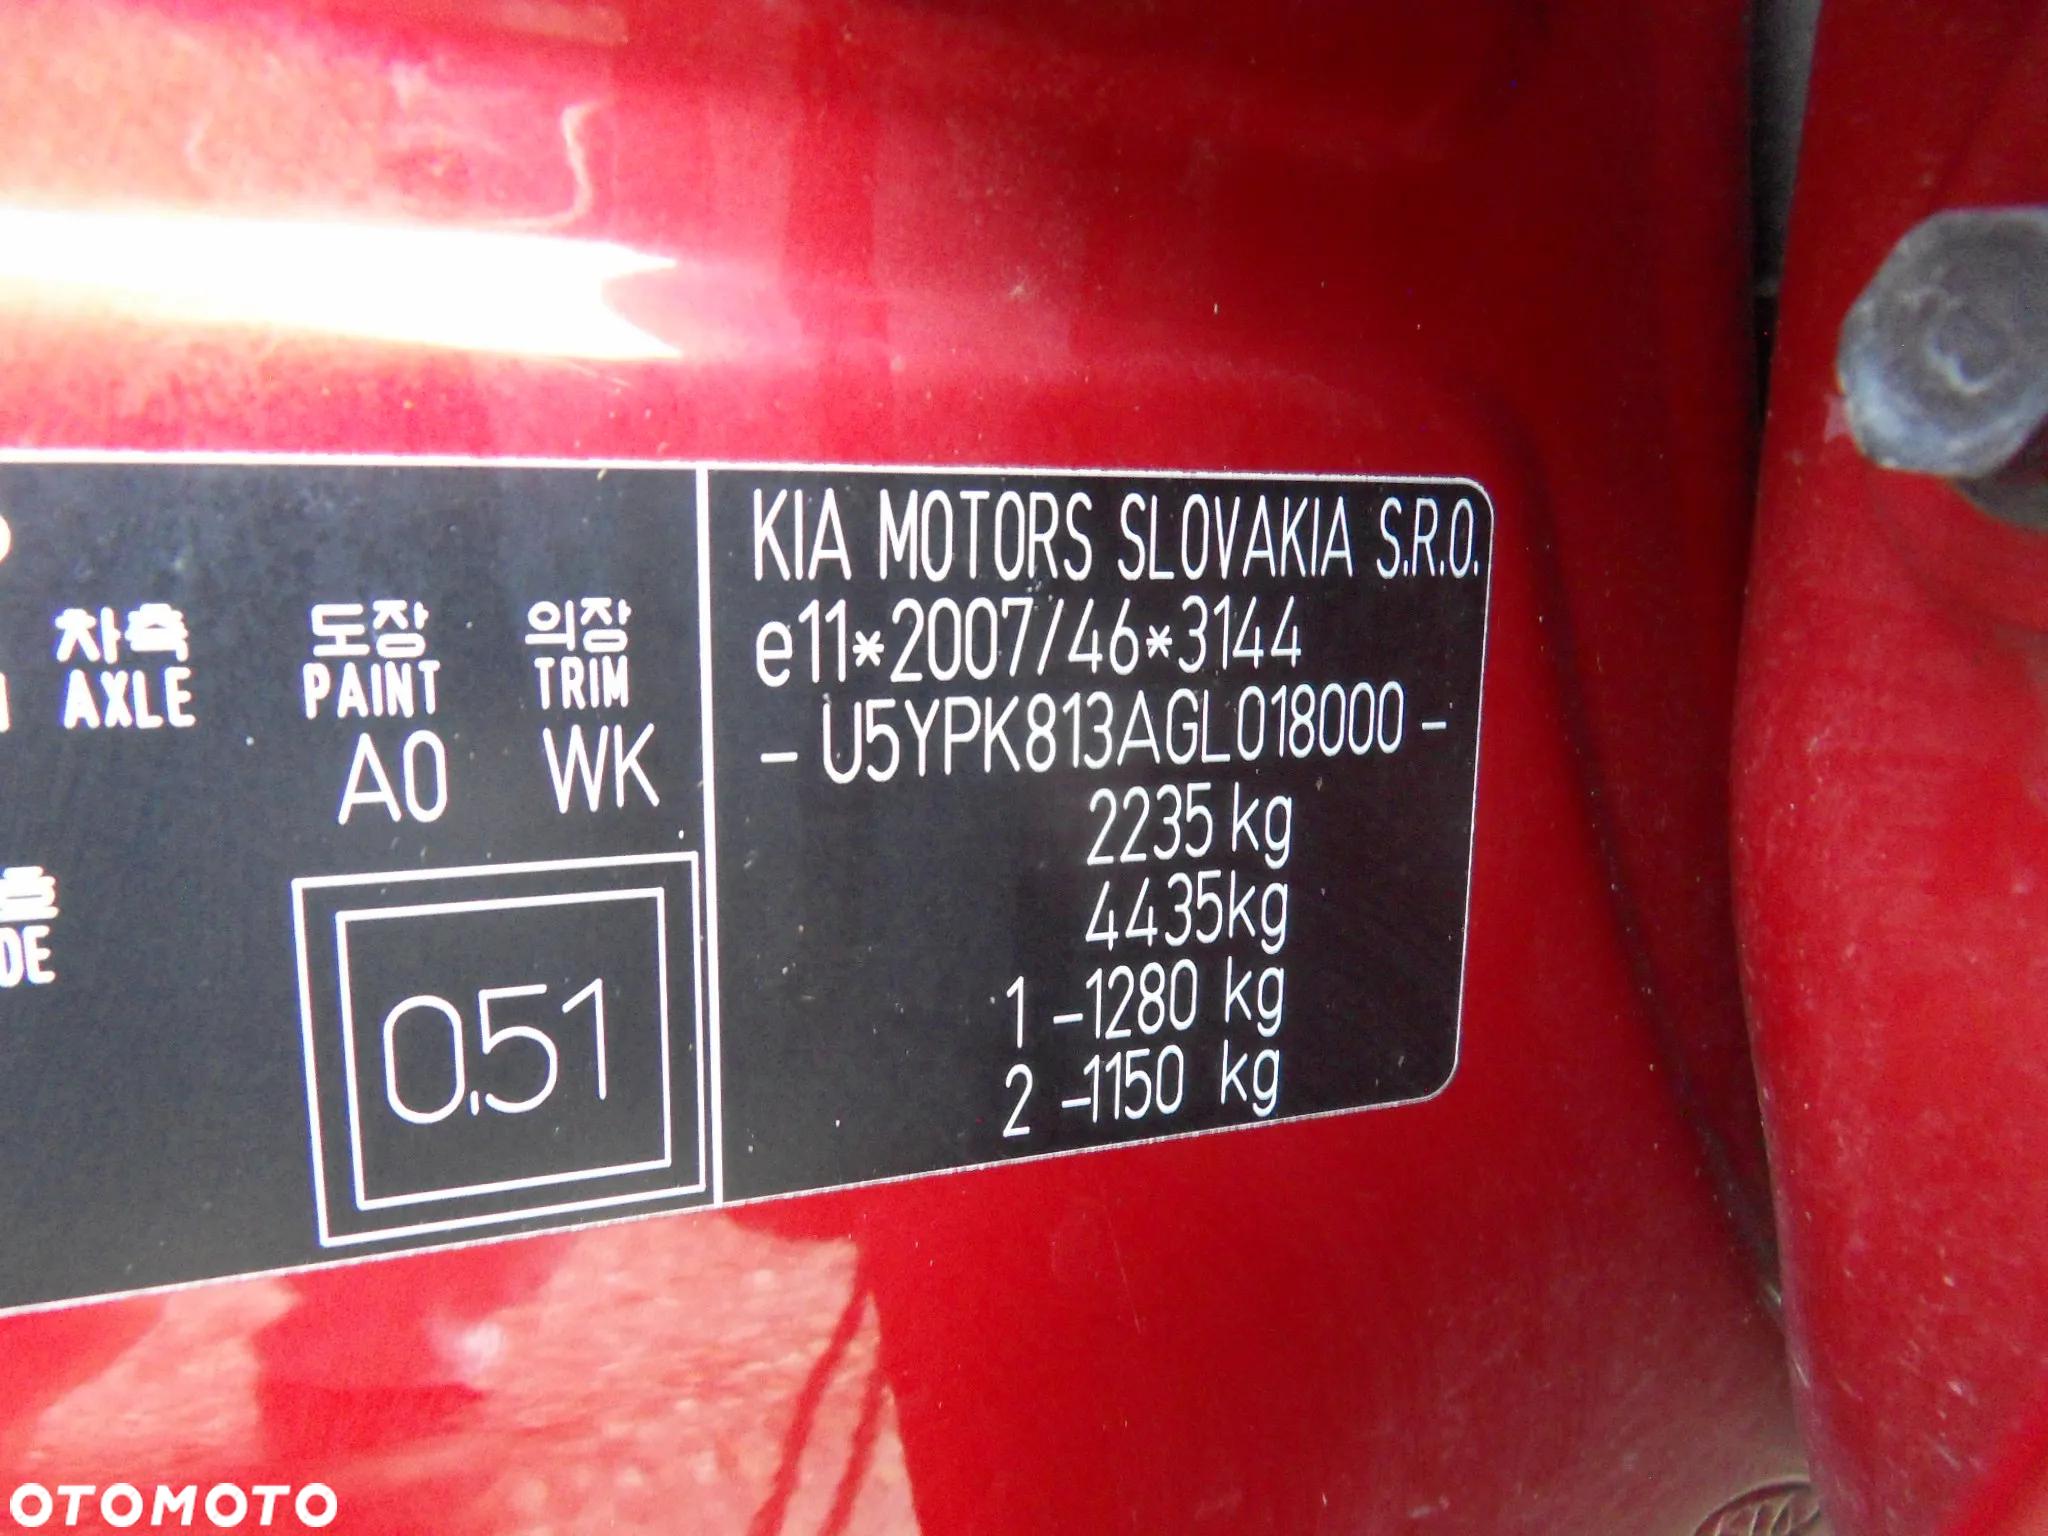 차축 도장 의장
AXLE PAINT TRIM
A0 WK
DE
0.51
KIA MOTORS SLOVAKIA S.R.O.
e11*2007/46*3144
- U5YPK813AGL018000 -
2235 kg
4435kg
1 -1280 kg
2 -1150 kg
OTOMOTO